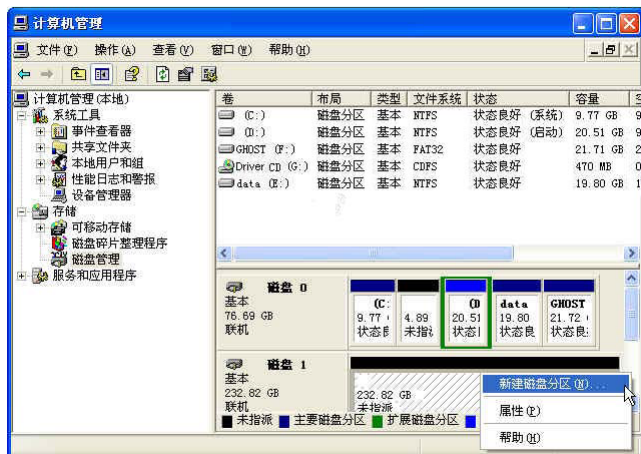 计算机管理
文件(F) 操作(A) 查看(V) 窗口(W) 帮助(H)
计算机管理(本地)
系统工具
事件查看器
共享文件夹
本地用户和组
性能日志和警报
设备管理器
存储
可移动存储
磁盘碎片整理程序
磁盘管理
服务和应用程序
卷 布局 类型 文件系统 状态 容量
(C:) 磁盘分区 基本 NTFS 状态良好 (系统) 9.77 GB 9
(D:) 磁盘分区 基本 NTFS 状态良好 (启动) 20.51 GB 9
GHOST (F:) 磁盘分区 基本 FAT32 状态良好 21.71 GB 2
Driver CD (G:) 磁盘分区 基本 CDFS 状态良好 470 MB 0
data (E:) 磁盘分区 基本 NTFS 状态良好 19.80 GB 1
磁盘 0
基本
76.69 GB
联机
(C:
9.77
状态
4.89
未指
(D
20.51
状态
data
19.80
状态良
GHOST
21.72
状态良
磁盘 1
基本
232.82 GB
联机
232.82 GB
未指派
未指派 主要磁盘分区 扩展磁盘分区
新建磁盘分区(N)...
属性(P)
帮助(H)